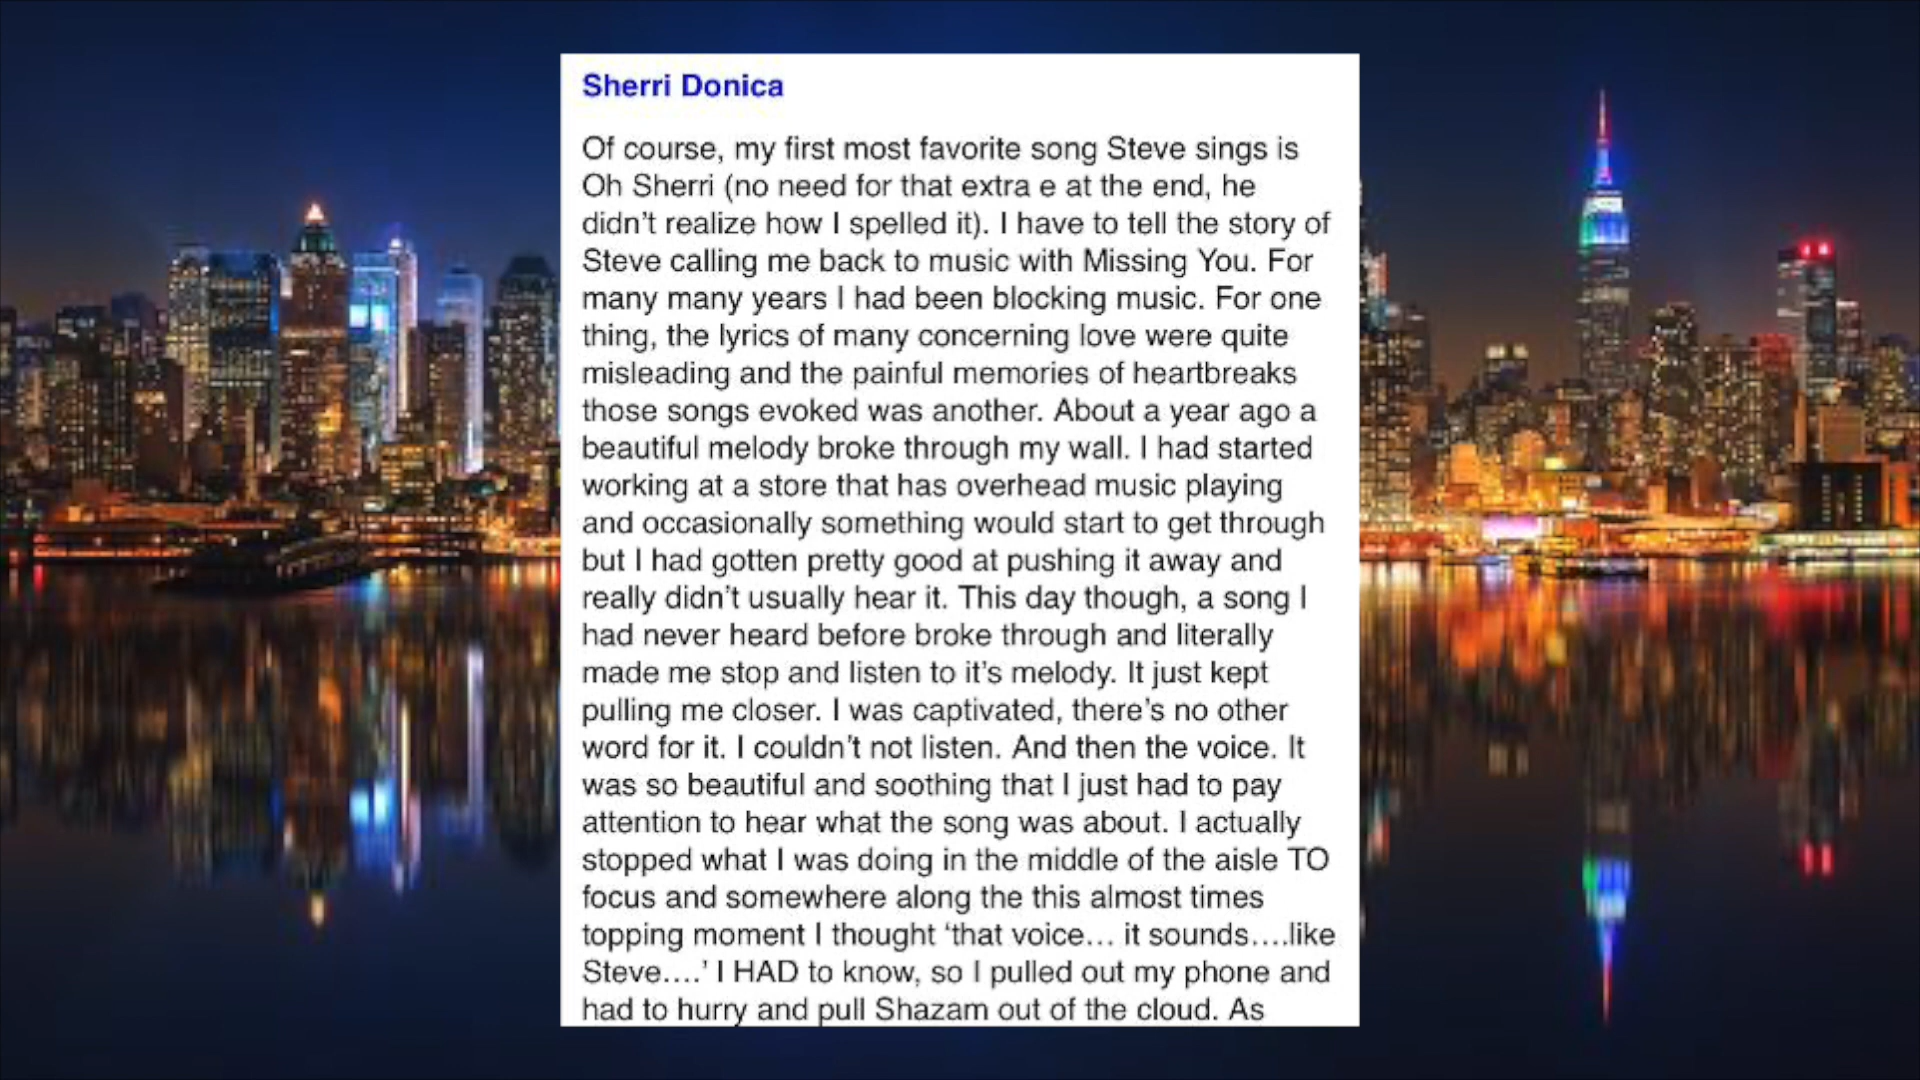 Sherri Donica
Of course, my first most favorite song Steve sings is
Oh Sherri (no need for that extra e at the end, he
didn't realize how I spelled it). I have to tell the story of
Steve calling me back to music with Missing You. For
many many years I had been blocking music. For one
thing, the lyrics of many concerning love were quite
misleading and the painful memories of heartbreaks
those songs evoked was another. About a year ago a
beautiful melody broke through my wall. I had started
working at a store that has overhead music playing
and occasionally something would start to get through
but I had gotten pretty good at pushing it away and
really didn't usually hear it. This day though, a song I
had never heard before broke through and literally
made me stop and listen to it's melody. It just kept
pulling me closer. I was captivated, there's no other
word for it. I couldn't not listen. And then the voice. It
was so beautiful and soothing that I just had to pay
attention to hear what the song was about. I actually
stopped what I was doing in the middle of the aisle TO
focus and somewhere along the this almost times
topping moment I thought ‘that voice… it sounds….like
Steve….’ I HAD to know, so I pulled out my phone and
had to hurry and pull Shazam out of the cloud. As